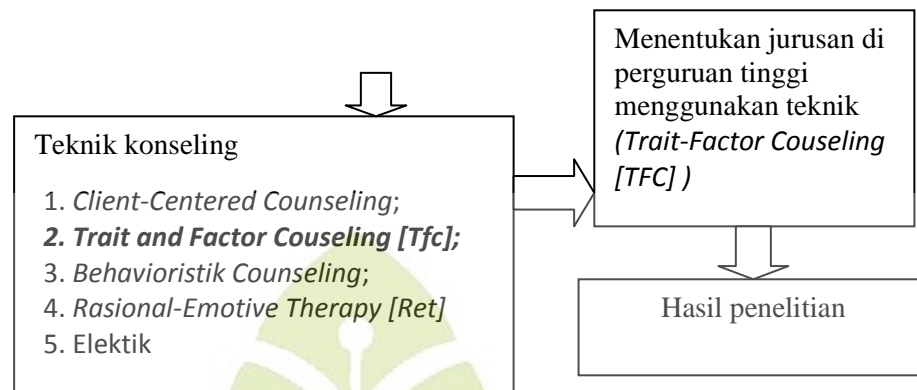 Teknik konseling
1. Client-Centered Counseling;
2. Trait and Factor Couseling [Tfc];
3. Behavioristik Counseling;
4. Rasional-Emotive Therapy [Ret]
5. Elektik
Menentukan jurusan di
perguruan tinggi
menggunakan teknik
(Trait-Factor Couseling
[TFC] )
Hasil penelitian